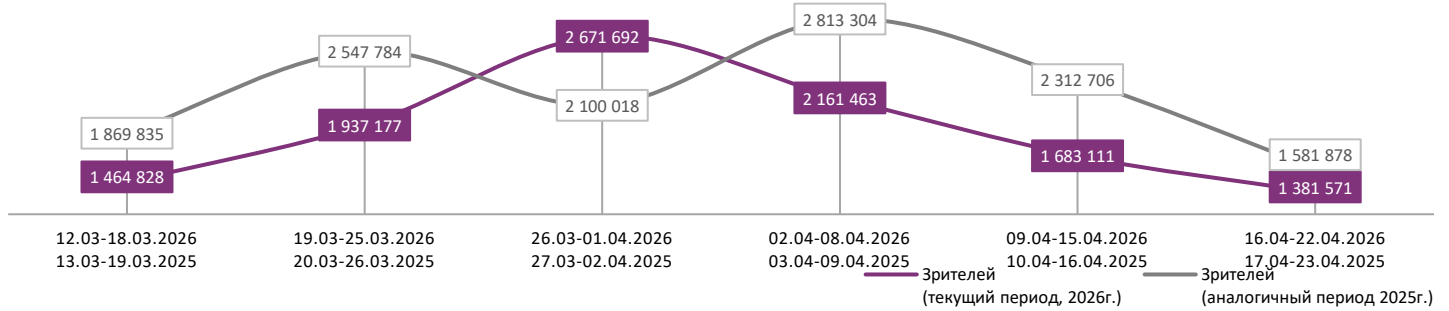 2 813 304
2 671 692
2 547 784
2 312 706
2 161 463
2 100 018
1 937 177
1 869 835
1 683 111
1 581 878
1 464 828
1 381 571
12.03-18.03.2026
13.03-19.03.2025
19.03-25.03.2026
20.03-26.03.2025
26.03-01.04.2026
27.03-02.04.2025
02.04-08.04.2026
03.04-09.04.2025
09.04-15.04.2026
10.04-16.04.2025
16.04-22.04.2026
17.04-23.04.2025
Зрителей
(текущий период, 2026г.)
Зрителей
(аналогичный период 2025г.)